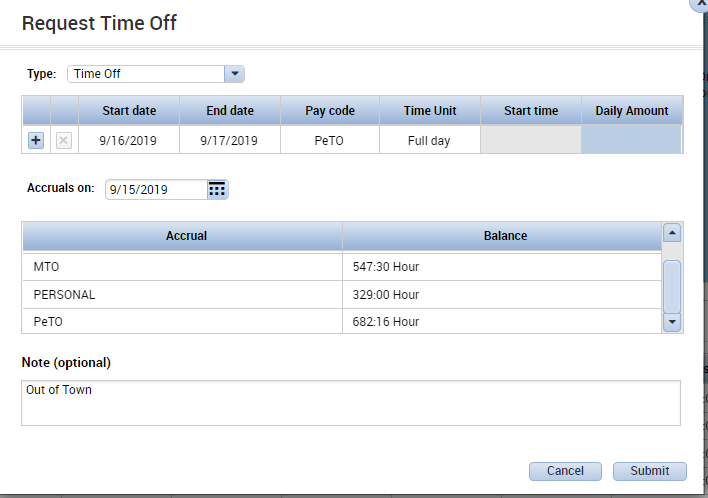 Request Time Off
Type: Time Off
Start date End date Pay code Time Unit Start time Daily Amount
9/16/2019 9/17/2019 PeTO Full day
Accruals on: 9/15/2019
Accrual Balance
MTO 547:30 Hour
PERSONAL 329:00 Hour
PeTO 682:16 Hour
Note (optional)
Out of Town
Cancel Submit